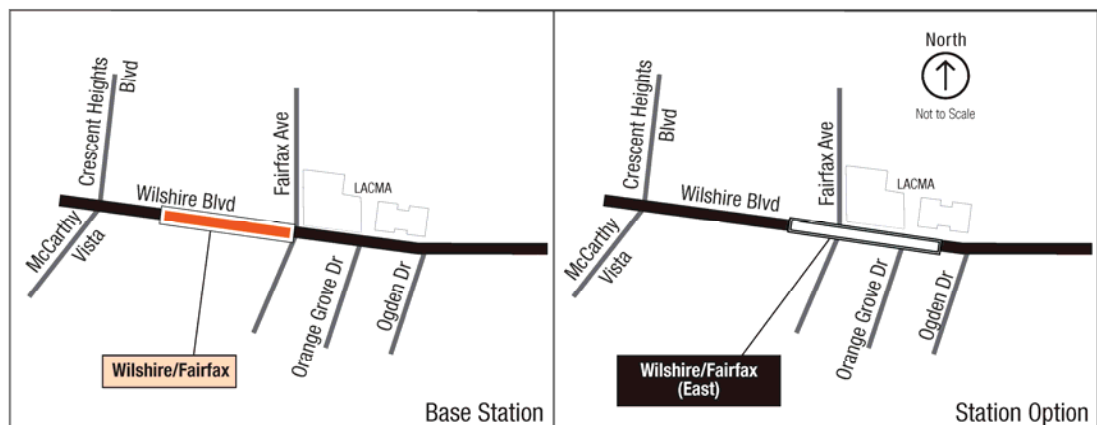 Crescent Heights
Blvd
Fairfax Ave
LACMA
Wilshire Blvd
McCarthy
Vista
Orange Grove Dr
Ogden Dr
Wilshire/Fairfax
Base Station
North
Not to Scale
Crescent Heights
Blvd
Fairfax Ave
LACMA
Wilshire Blvd
McCarthy
Vista
Orange Grove Dr
Ogden Dr
Wilshire/Fairfax
(East)
Station Option